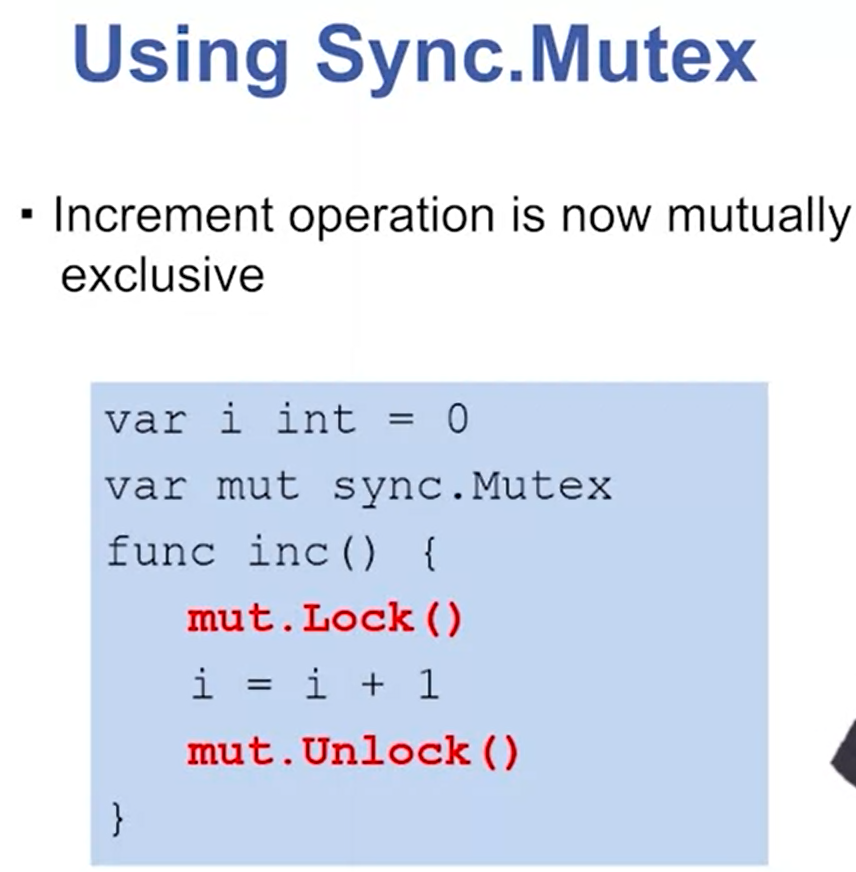 Using Sync.Mutex
▪ Increment operation is now mutually
exclusive
var i int = 0
var mut sync.Mutex
func inc() {
mut.Lock()
i = i + 1
mut.Unlock()
}